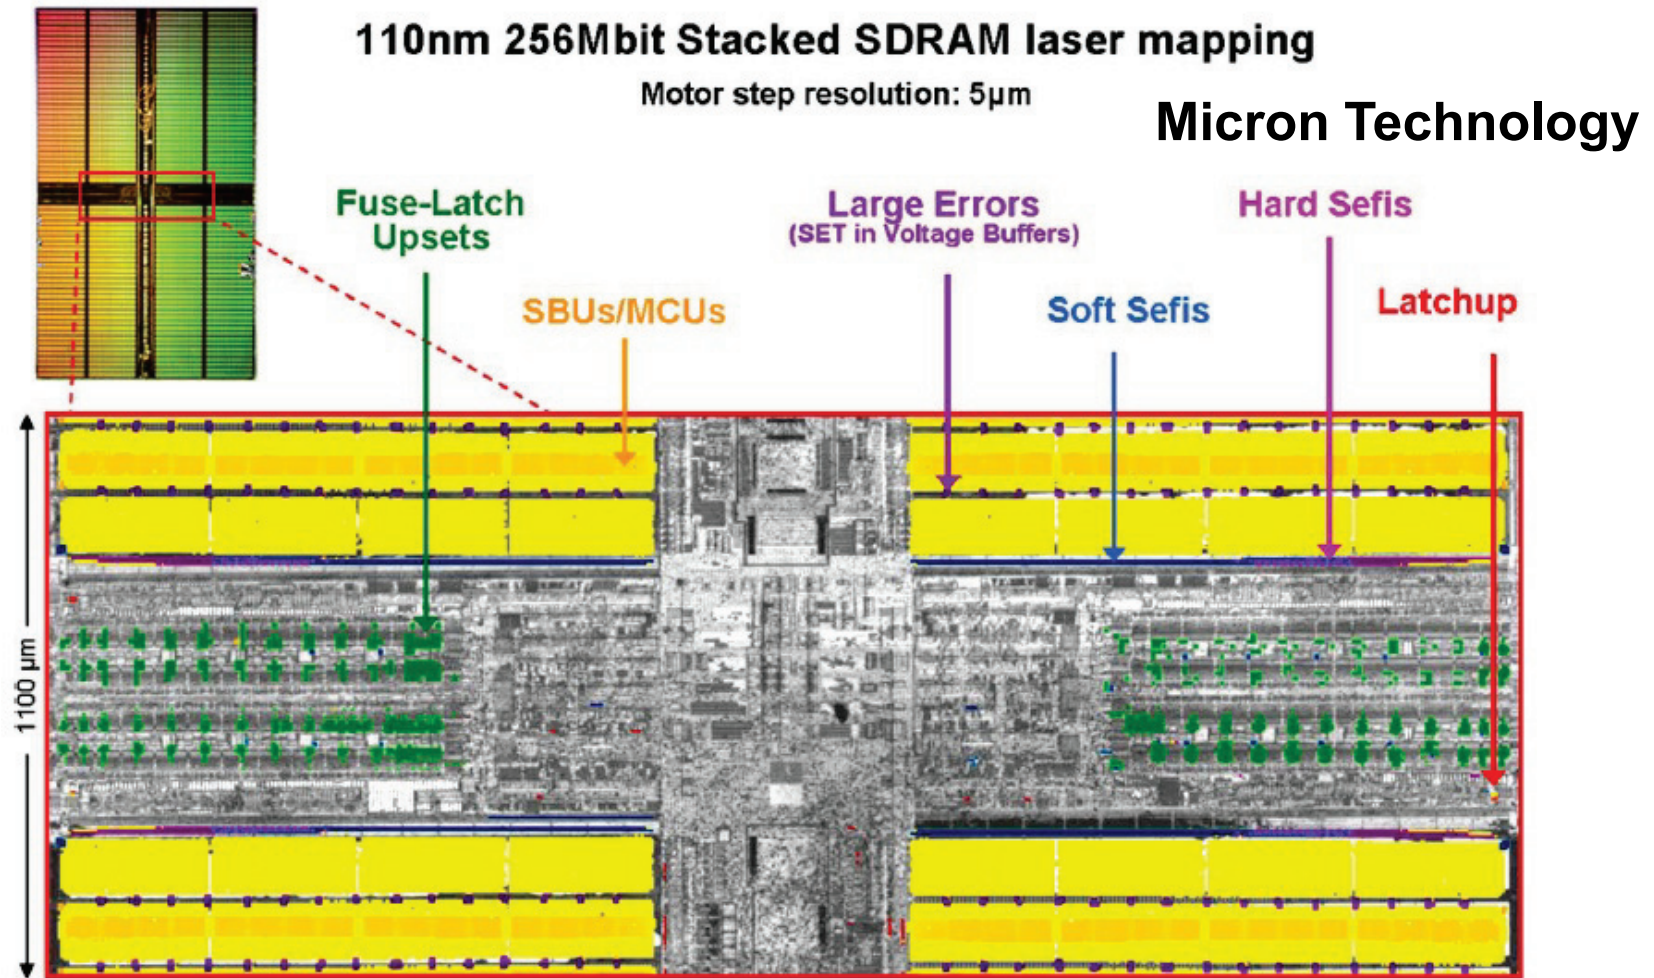 110nm 256Mbit Stacked SDRAM laser mapping
Motor step resolution: 5µm
Micron Technology
Fuse-Latch
Upsets
Large Errors
(SET in Voltage Buffers)
Hard Sefis
SBUs/MCUs
Soft Sefis
Latchup
1100 µm